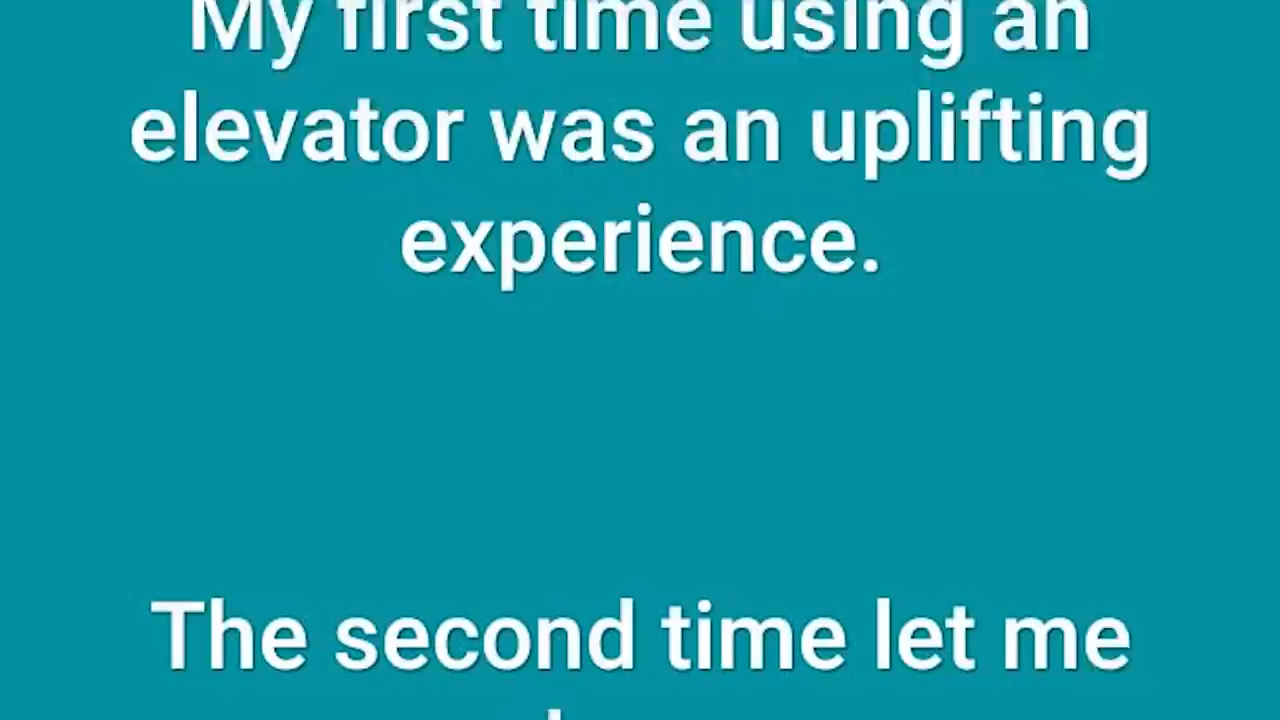 My first time using an
elevator was an uplifting
experience.
The second time let me